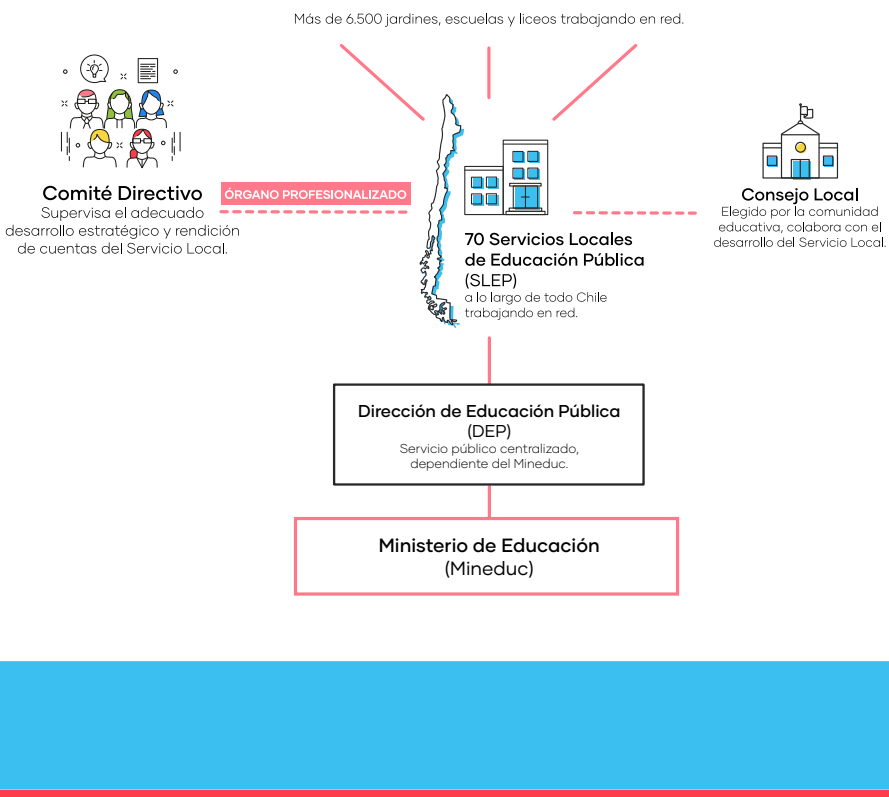 Más de 6.500 jardines, escuelas y liceos trabajando en red.
Comité Directivo
Supervisa el adecuado
desarrollo estratégico y rendición
de cuentas del Servicio Local.
ÓRGANO PROFESIONALIZADO
70 Servicios Locales
de Educación Pública
(SLEP)
a lo largo de todo Chile
trabajando en red.
Consejo Local
Elegido por la comunidad
educativa, colabora con el
desarrollo del Servicio Local.
Dirección de Educación Pública
(DEP)
Servicio público centralizado,
dependiente del Mineduc.
Ministerio de Educación
(Mineduc)